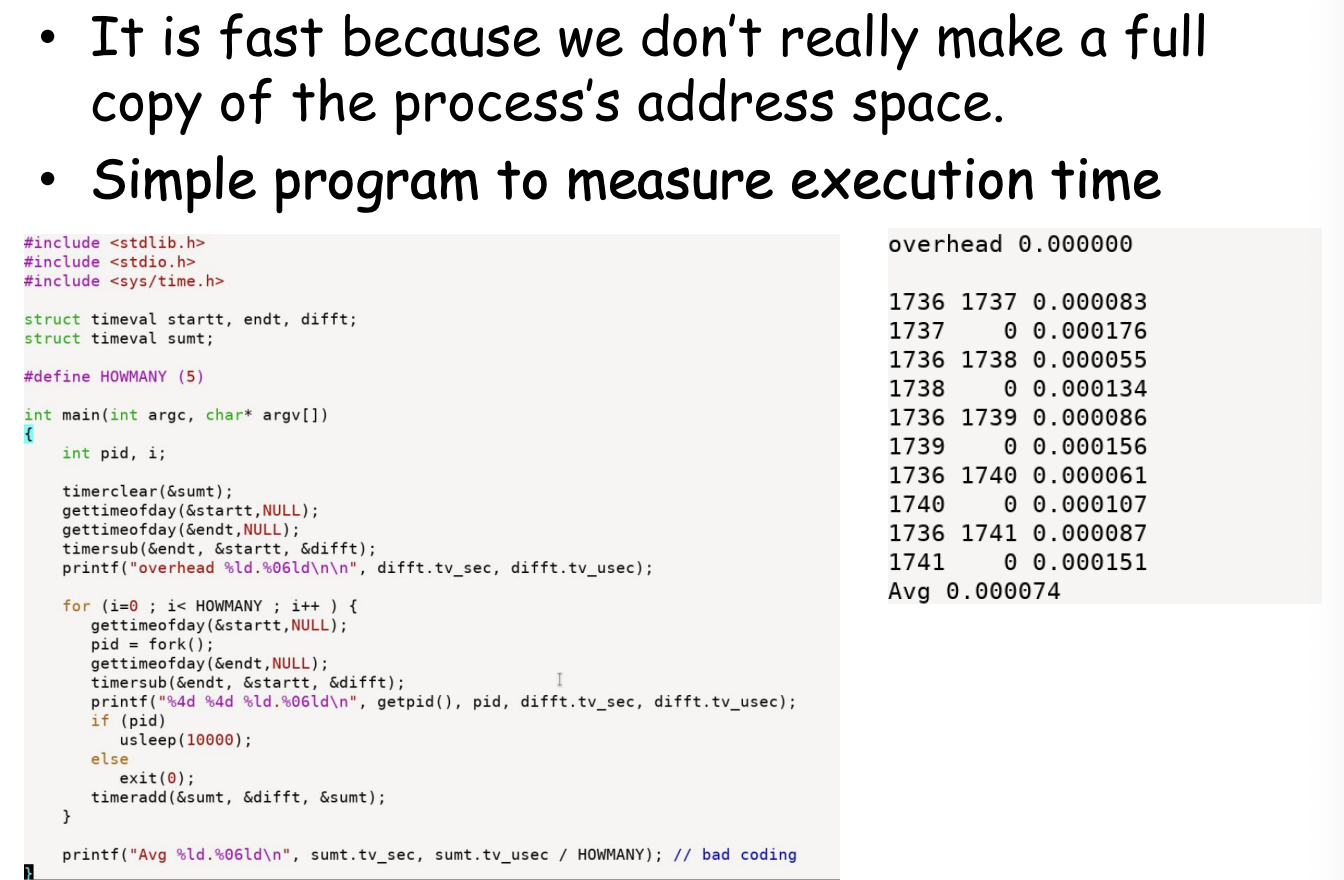 • It is fast because we don't really make a full
copy of the process's address space.
• Simple program to measure execution time
#include <stdlib.h>
#include <stdio.h>
#include <sys/time.h>

struct timeval startt, endt, difft;
struct timeval sumt;

#define HOWMANY (5)

int main(int argc, char* argv[])
{
    int pid, i;

    timerclear(&sumt);
    gettimeofday(&startt,NULL);
    gettimeofday(&endt,NULL);
    timersub(&endt, &startt, &difft);
    printf("overhead %ld.%06ld\n\n", difft.tv_sec, difft.tv_usec);

    for (i=0 ; i< HOWMANY ; i++ ) {
       gettimeofday(&startt,NULL);
       pid = fork();
       gettimeofday(&endt,NULL);
       timersub(&endt, &startt, &difft);
       printf("%4d %4d %ld.%06ld\n", getpid(), pid, difft.tv_sec, difft.tv_usec);
       if (pid)
          usleep(10000);
       else
          exit(0);
       timeradd(&sumt, &difft, &sumt);
    }

    printf("Avg %ld.%06ld\n", sumt.tv_sec, sumt.tv_usec / HOWMANY); // bad coding
}
overhead 0.000000

1736 1737 0.000083
1737    0 0.000176
1736 1738 0.000055
1738    0 0.000134
1736 1739 0.000086
1739    0 0.000156
1736 1740 0.000061
1740    0 0.000107
1736 1741 0.000087
1741    0 0.000151
Avg 0.000074